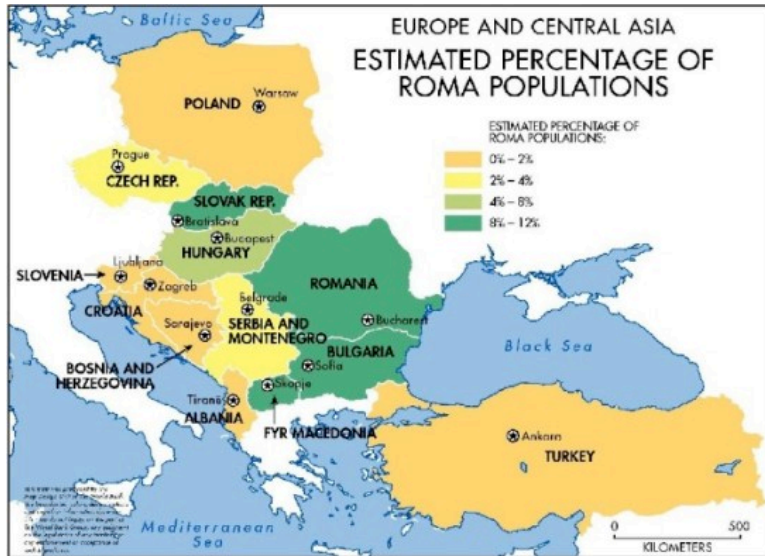 Baltic Sea
EUROPE AND CENTRAL ASIA
ESTIMATED PERCENTAGE OF
ROMA POPULATIONS
ESTIMATED PERCENTAGE OF
ROMA POPULATIONS:
0% – 2%
2% – 4%
4% – 8%
8% – 12%
Warsaw
POLAND
Prague
CZECH REP.
SLOVAK REP.
Bratislava
Budapest
HUNGARY
Ljubljana
SLOVENIA
Zagreb
CROATIA
Belgrade
ROMANIA
SERBIA AND
MONTENEGRO
Bucharest
Sarajevo
BOSNIA AND
HERZEGOVINA
BULGARIA
Sofia
Black Sea
Skopje
Tiranë
ALBANIA
FYR MACEDONIA
Ankara
TURKEY
Mediterranean
Sea
0
500
KILOMETERS